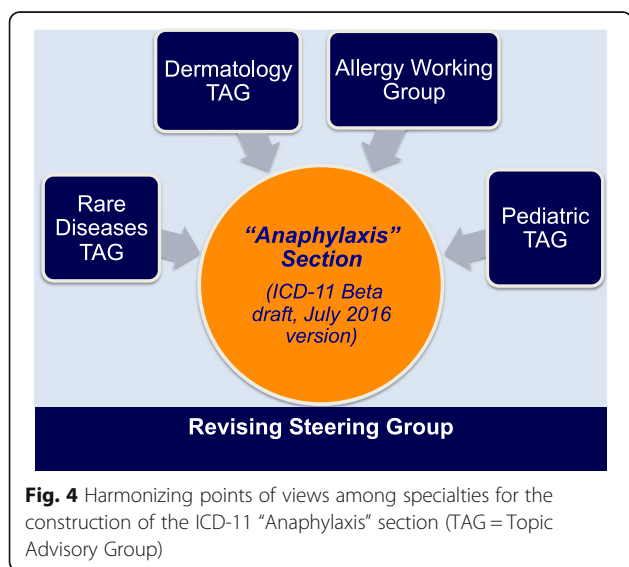 Dermatology
TAG
Allergy Working
Group
Rare
Diseases
TAG
Pediatric
TAG
“Anaphylaxis”
Section
(ICD-11 Beta
draft, July 2016
version)
Revising Steering Group
Fig. 4 Harmonizing points of views among specialties for the
construction of the ICD-11 “Anaphylaxis” section (TAG = Topic
Advisory Group)